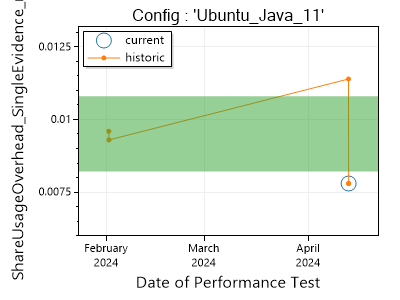 Config : 'Ubuntu_Java_11'
ShareUsageOverhead_SingleEvidence_
current
historic
0.0125
0.01
0.0075
February
2024
March
2024
April
2024
Date of Performance Test